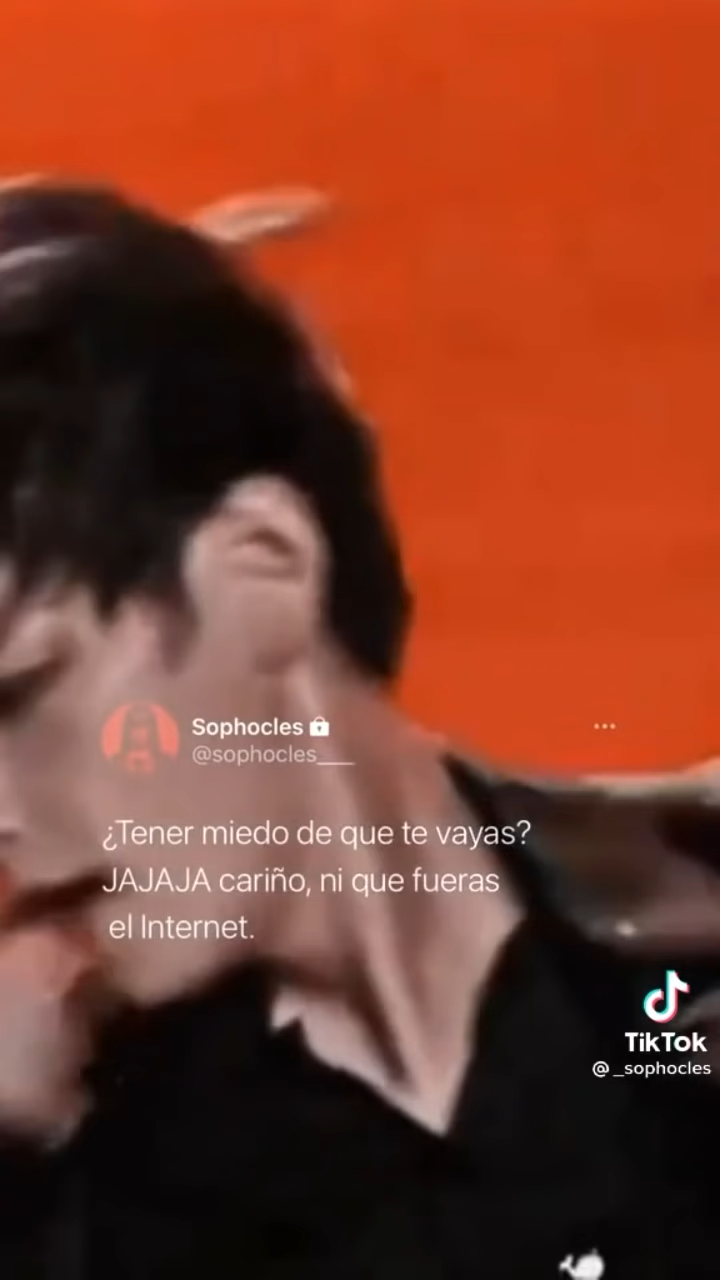 Sophocles
@sophocles___
...
¿Tener miedo de que te vayas?
JAJAJA cariño, ni que fueras
el Internet.
TikTok
@_sophocles